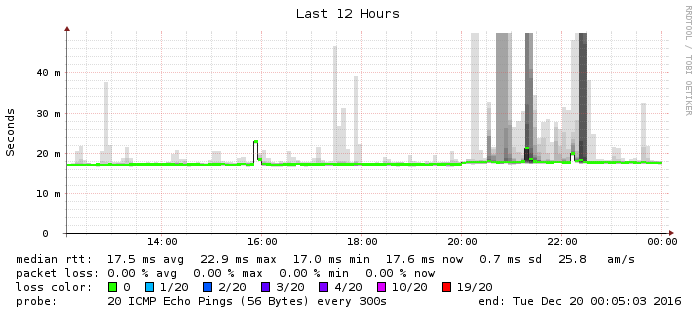 Last 12 Hours
RRDTOOL / TOBI OETIKER
Seconds
40 m
30 m
20 m
10 m
0
14:00 16:00 18:00 20:00 22:00 00:00
median rtt: 17.5 ms avg 22.9 ms max 17.0 ms min 17.6 ms now 0.7 ms sd 25.8 am/s
packet loss: 0.00 % avg 0.00 % max 0.00 % min 0.00 % now
loss color: 0 1/20 2/20 3/20 4/20 10/20 19/20
probe: 20 ICMP Echo Pings (56 Bytes) every 300s end: Tue Dec 20 00:05:03 2016